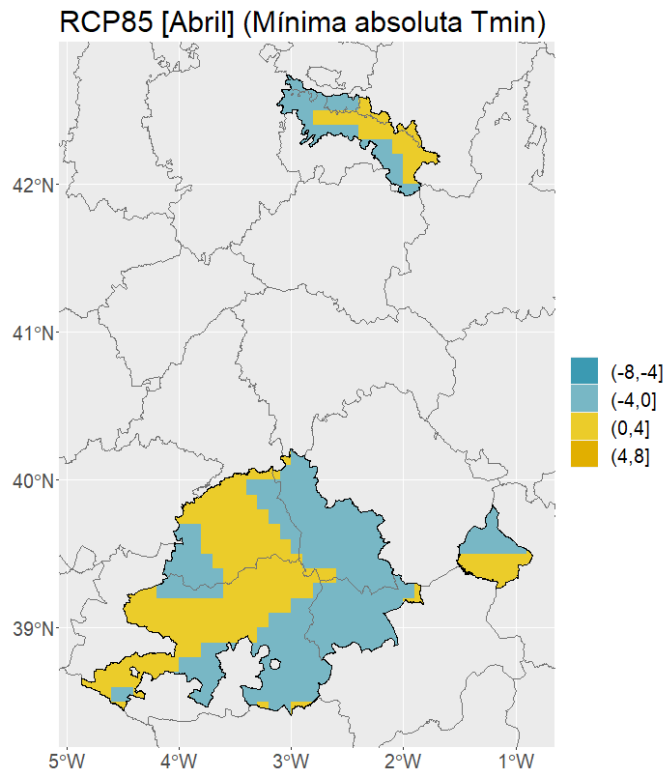 RCP85 [Abril] (Mínima absoluta Tmin)
42°N
41°N
40°N
39°N
5°W
4°W
3°W
2°W
1°W
(-8,-4]
(-4,0]
(0,4]
(4,8]